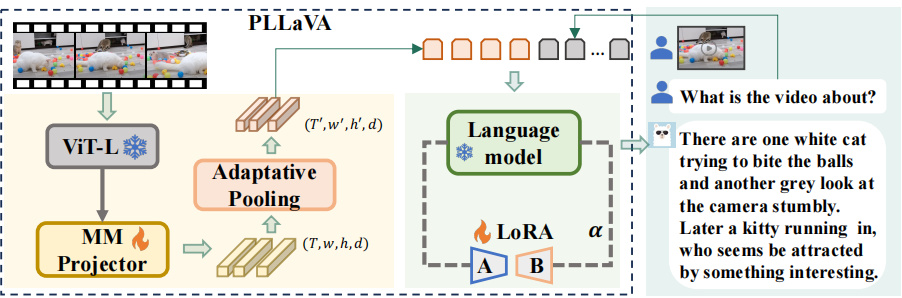 PLLaVA
ViT-L
MM
Projector
(T,w,h,d)
Adaptative
Pooling
(T',w',h',d)
...
Language
model
LoRA
α
A
B
What is the video about?
There are one white cat
trying to bite the balls
and another grey look at
the camera stumbly.
Later a kitty running in,
who seems be attracted
by something interesting.